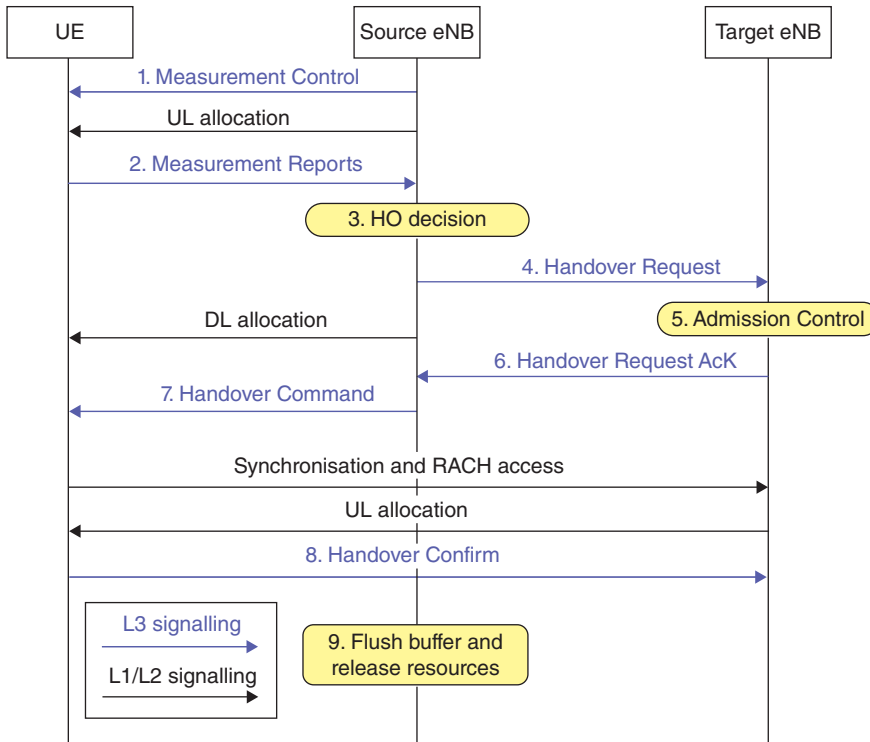 UE
Source eNB
Target eNB
1. Measurement Control
UL allocation
2. Measurement Reports
3. HO decision
4. Handover Request
DL allocation
5. Admission Control
6. Handover Request AcK
7. Handover Command
Synchronisation and RACH access
UL allocation
8. Handover Confirm
L3 signalling
L1/L2 signalling
9. Flush buffer and
release resources